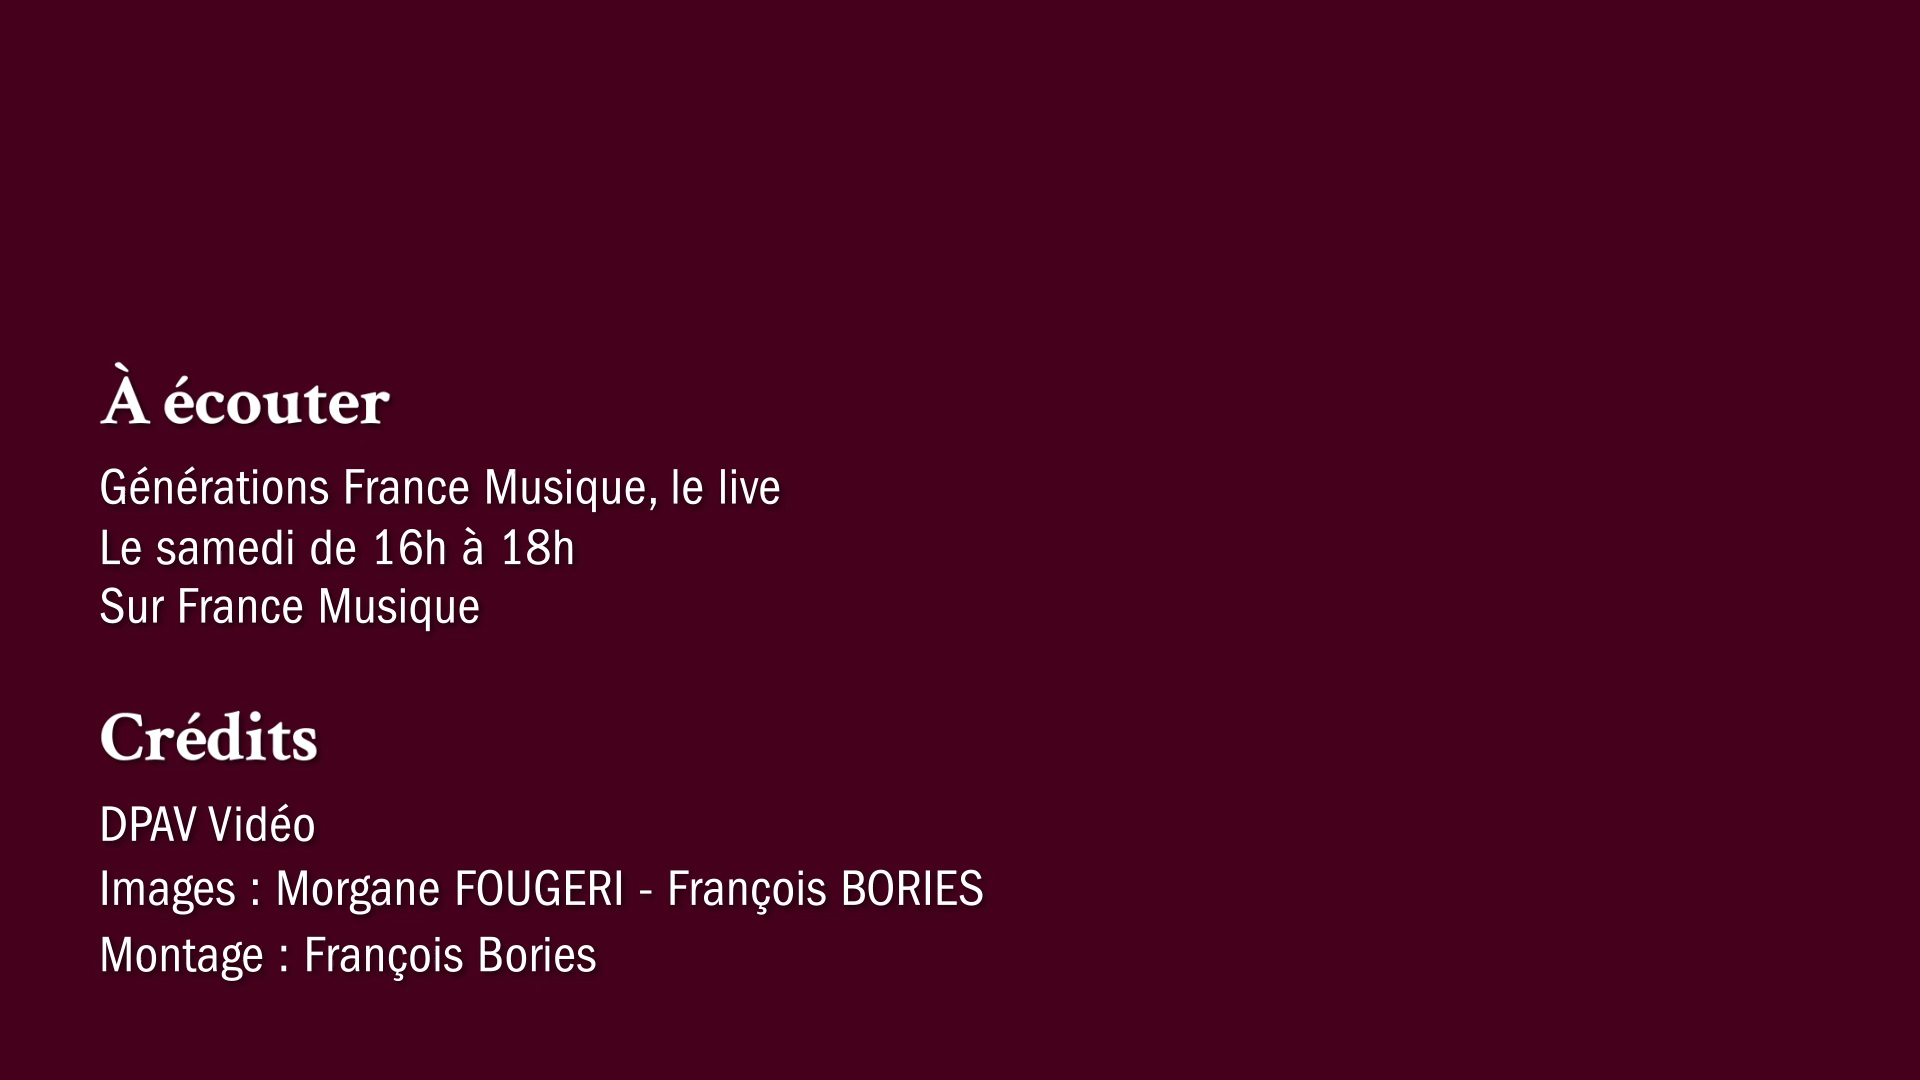 À écouter
Générations France Musique, le live
Le samedi de 16h à 18h
Sur France Musique
Crédits
DPAV Vidéo
Images : Morgane FOUGERI - François BORIES
Montage : François Bories